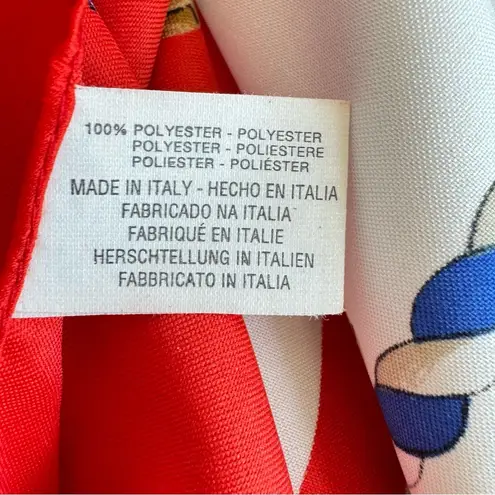 100% POLYESTER - POLYESTER
POLYESTER - POLIESTERE
POLIESTER - POLIÉSTER
MADE IN ITALY - HECHO EN ITALIA
FABRICADO NA ITALIA
FABRIQUÉ EN ITALIE
HERSCHTELLUNG IN ITALIEN
FABBRICATO IN ITALIA